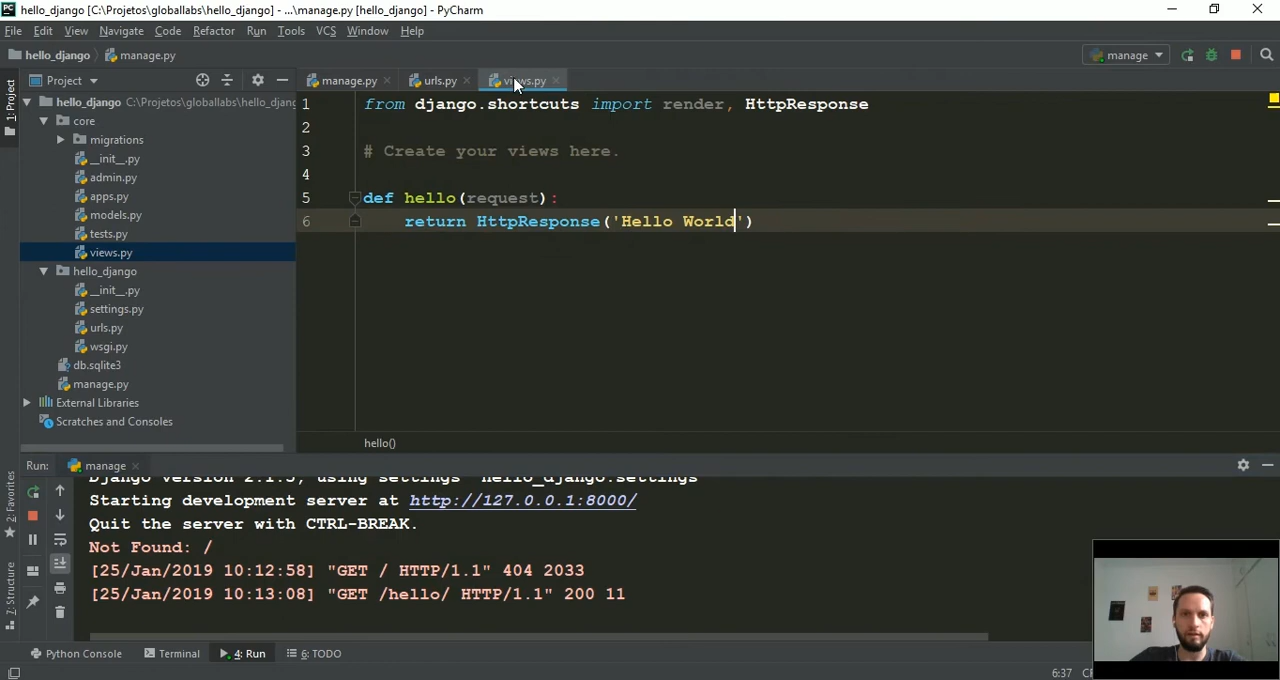 hello_django [C:\Projetos\globallabs\hello_django] - ...\manage.py [hello_django] - PyCharm
File Edit View Navigate Code Refactor Run Tools VCS Window Help
hello_django manage.py
manage
1: Project
Project
manage.py urls.py views.py
hello_django C:\Projetos\globallabs\hello_djang
core
migrations
__init__.py
admin.py
apps.py
models.py
tests.py
views.py
hello_django
__init__.py
settings.py
urls.py
wsgi.py
db.sqlite3
manage.py
External Libraries
Scratches and Consoles
1 from django.shortcuts import render, HttpResponse
2
3 # Create your views here.
4
5 def hello(request):
6 return HttpResponse('Hello World')
hello()
2: Favorites
7: Structure
Run: manage
Django version 2.1.5, using settings 'hello_django.settings'
Starting development server at http://127.0.0.1:8000/
Quit the server with CTRL-BREAK.
Not Found: /
[25/Jan/2019 10:12:58] "GET / HTTP/1.1" 404 2033
[25/Jan/2019 10:13:08] "GET /hello/ HTTP/1.1" 200 11
Python Console Terminal 4: Run 6: TODO
6:37